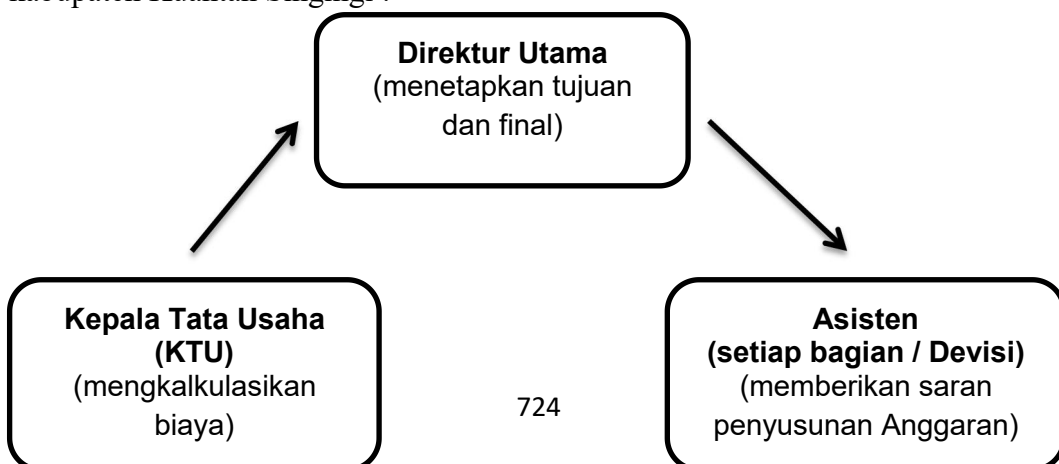 Direktur Utama
(menetapkan tujuan
dan final)
Kepala Tata Usaha
(KTU)
(mengkalkulasikan
biaya)
724
Asisten
(setiap bagian / Devisi)
(memberikan saran
penyusunan Anggaran)